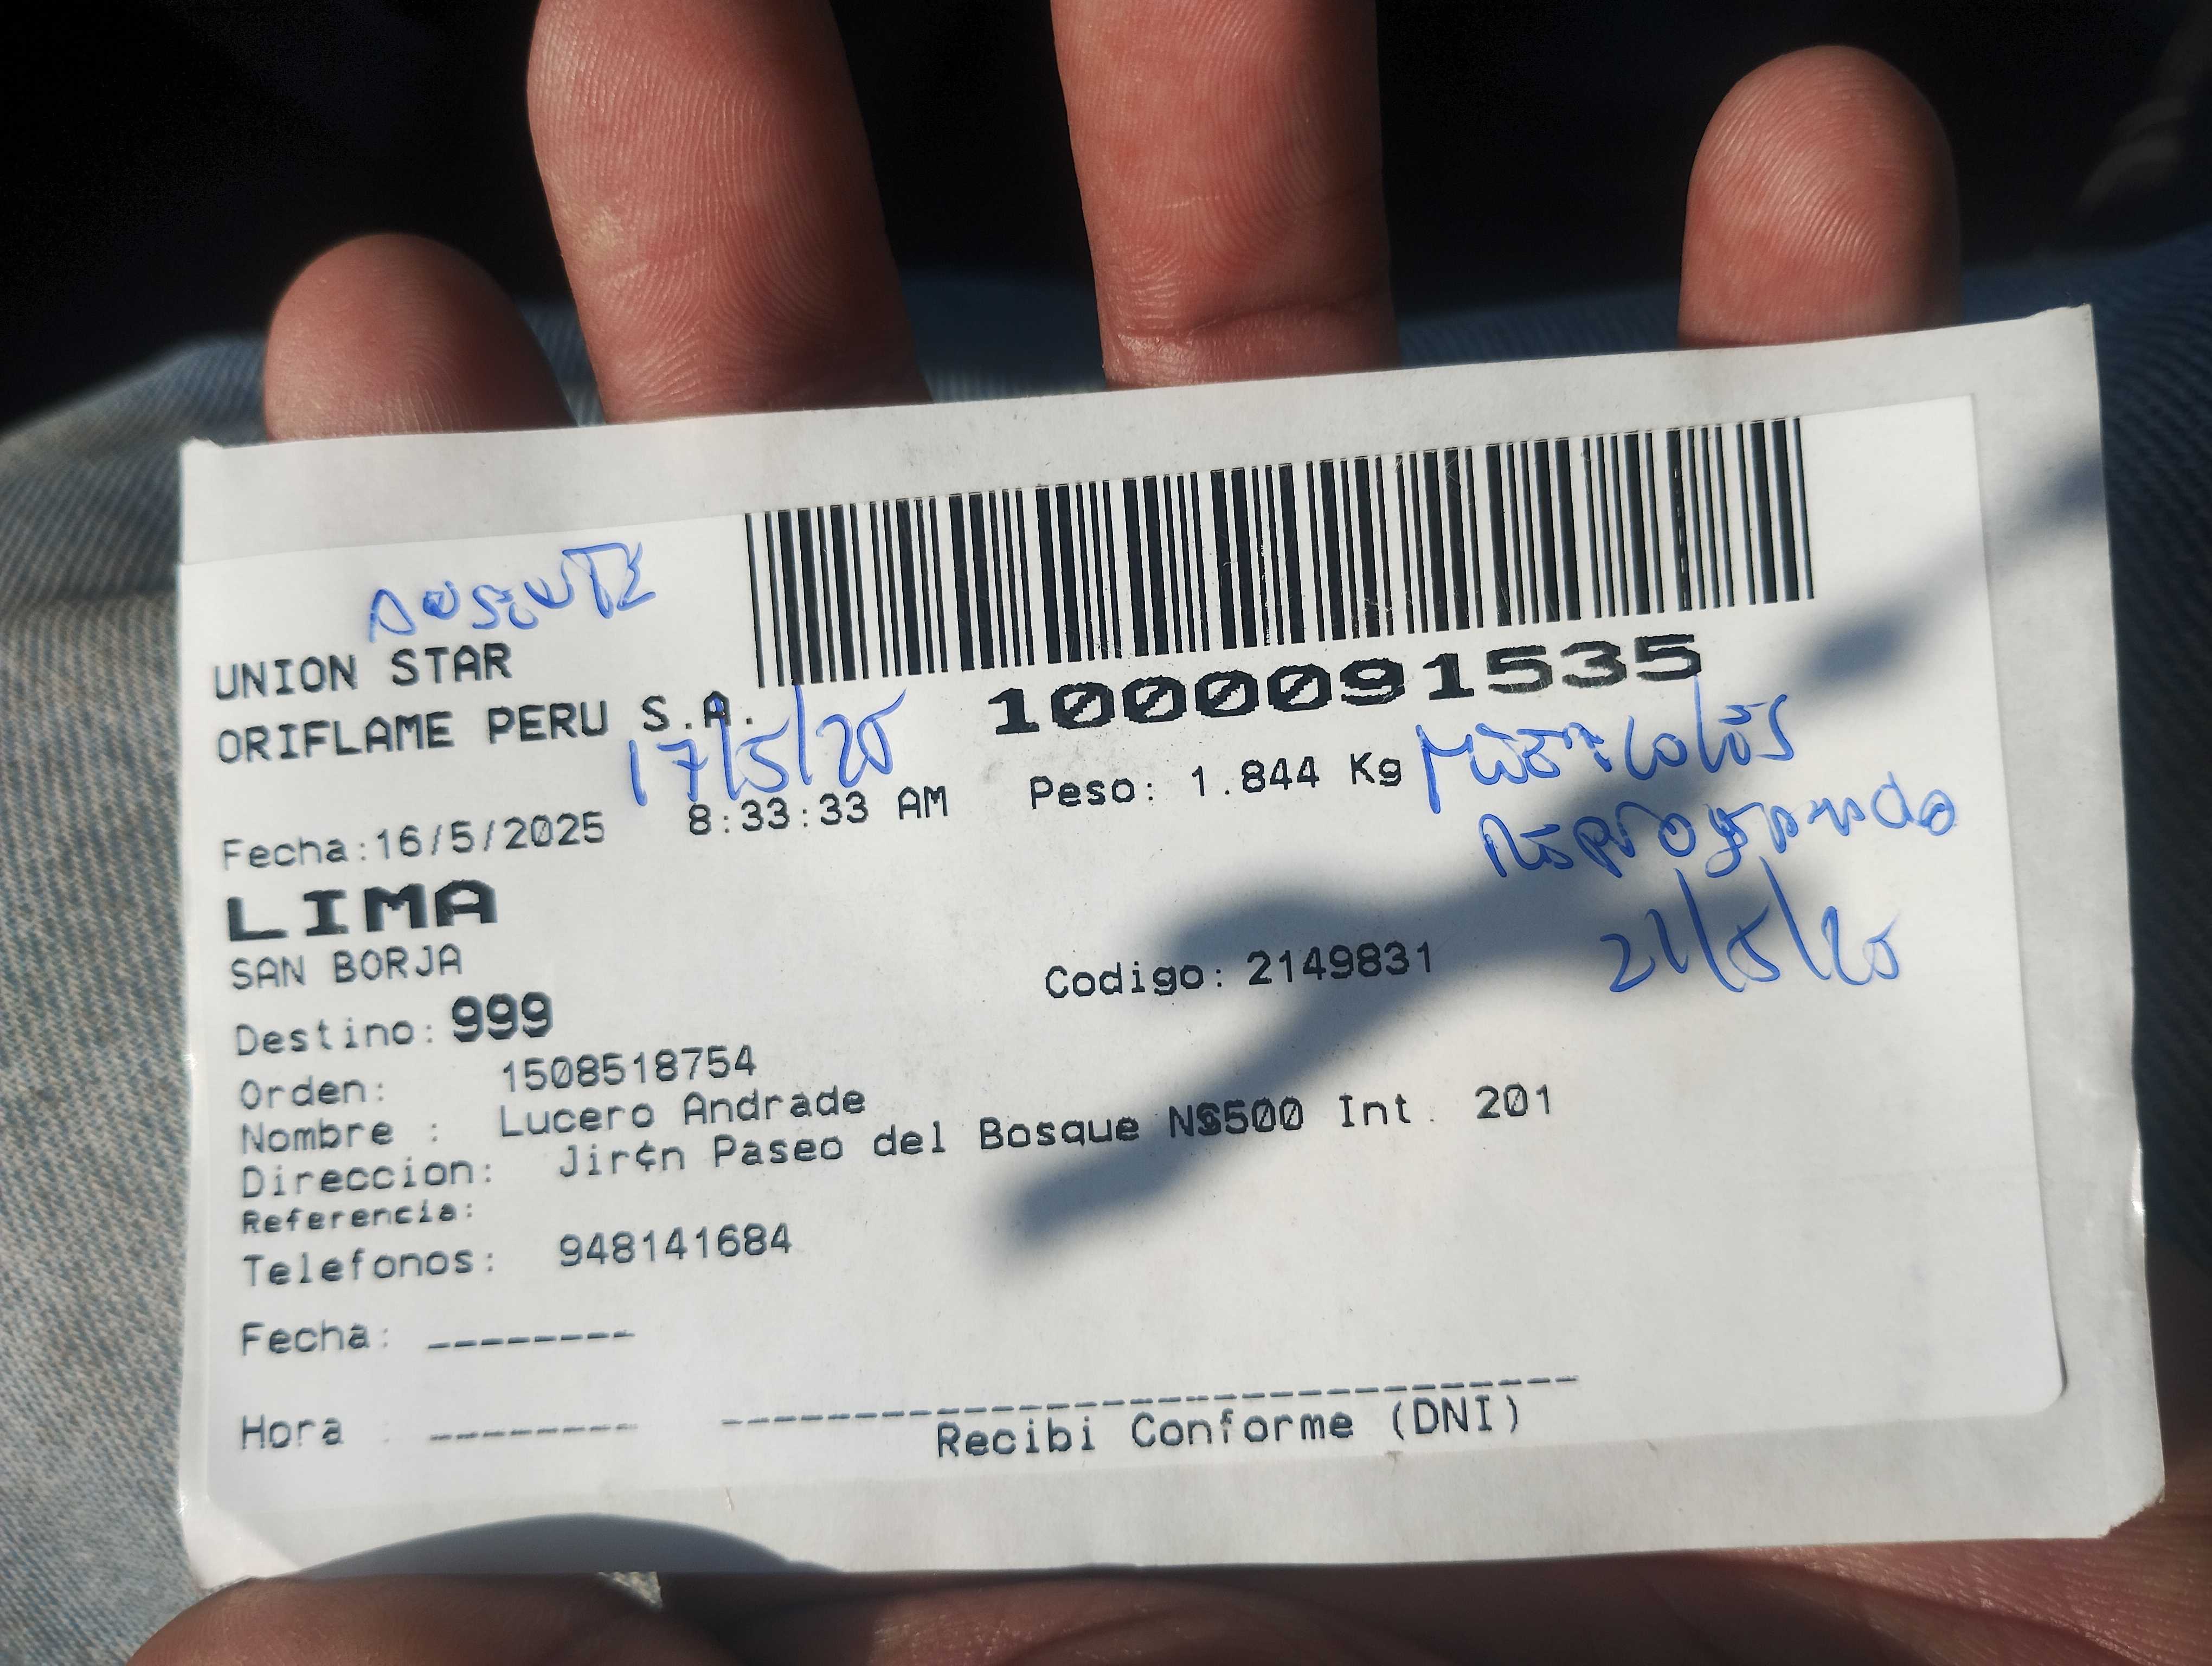 Ausente
UNION STAR
ORIFLAME PERU S.A.
17/5/25
1000091535
Fecha:16/5/2025 8:33:33 AM Peso: 1.844 Kg
Miercoles
Reprogramado
21/5/25
LIMA
SAN BORJA
Codigo: 2149831
Destino: 999
Orden: 1508518754
Nombre : Lucero Andrade
Direccion: Jir¢n Paseo del Bosque N§500 Int. 201
Referencia:
Telefonos: 948141684
Fecha: --------
Hora : --------
Recibi Conforme (DNI)